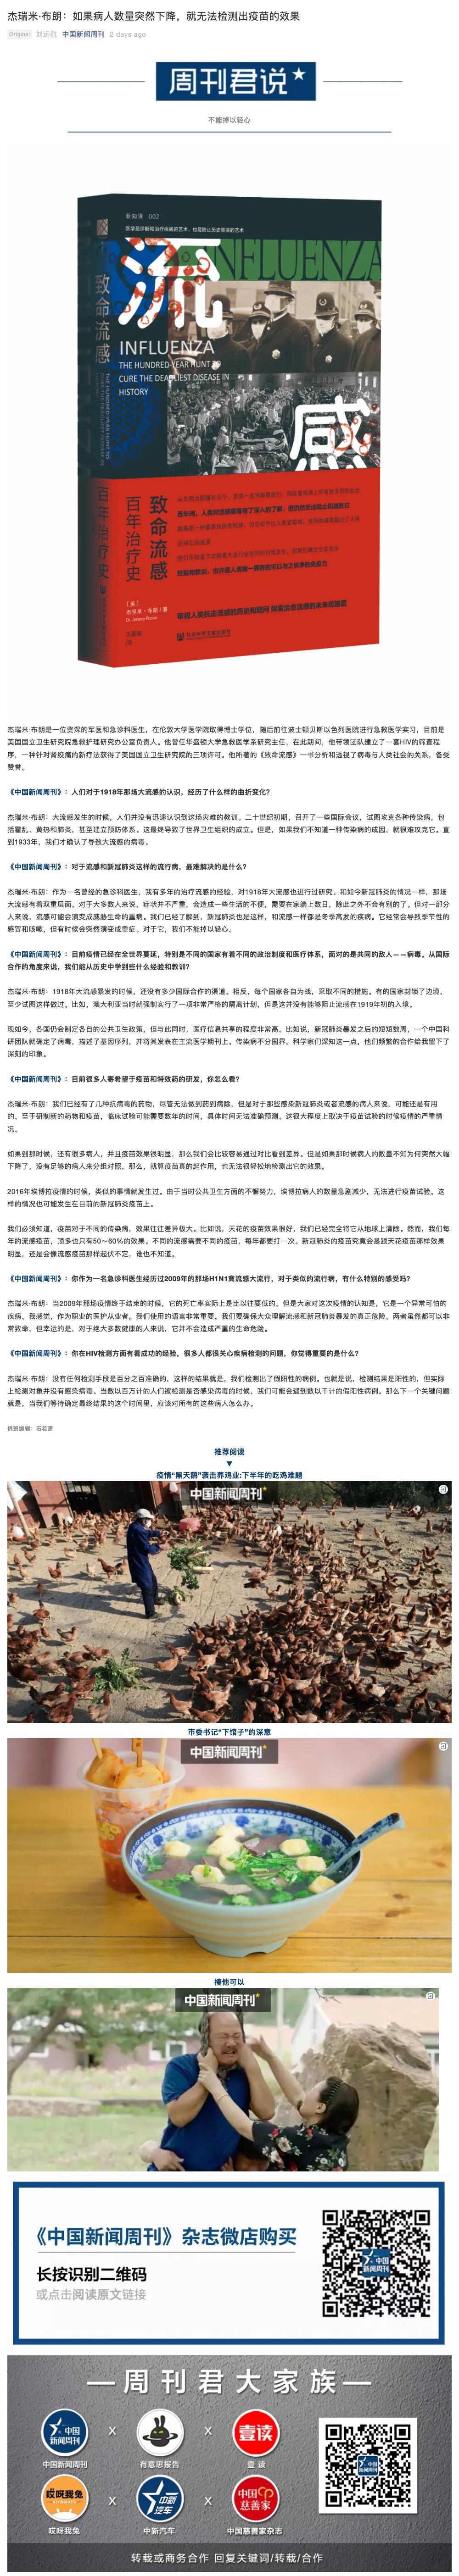 杰瑞米·布朗：如果病人数量突然下降，就无法检测出疫苗的效果
Original 刘远航 中国新闻周刊 2 days ago
周刊君说
不能掉以轻心
新知课 002
医学是诊断和治疗疾病的艺术，也是阻止历史重演的艺术
流
INFLUENZA
INFLUENZA
THE HUNDRED-YEAR HUNT TO
CURE THE DEADLIEST DISEASE IN
HISTORY
感
致命流感
百年治疗史
致命流感
百年治疗史
[美]
杰里米·布朗 / 著
Dr. Jeremy Brown
社会科学文献出版社
杰瑞米·布朗是一位资深的军医和急诊科医生，在伦敦大学医学院取得博士学位，随后前往波士顿贝斯以色列医院进行急救医学实习，目前是
美国国立卫生研究院急救护理研究办公室负责人。他曾任华盛顿大学急救医学系研究主任，在此期间，他带领团队建立了一套HIV的筛查程
序，一种针对肾绞痛的新疗法获得了美国国立卫生研究院的三项许可。他所著的《致命流感》一书分析和透视了病毒与人类社会的关系，备受
赞誉。
《中国新闻周刊》：人们对于1918年那场大流感的认识，经历了什么样的曲折变化？
杰瑞米·布朗：大流感发生的时候，人们并没有迅速认识到这场灾难的教训。二十世纪初期，召开了一些国际会议，试图攻克各种传染病，包
括霍乱、黄热和肺炎，甚至建立预防体系。这最终导致了世界卫生组织的成立。但是，如果我们不知道一种传染病的成因，就很难攻克它。直
到1933年，我们才确认了导致大流感的病毒。
《中国新闻周刊》：对于流感和新冠肺炎这样的流行病，最难解决的是什么？
杰瑞米·布朗：作为一名曾经的急诊科医生，我有多年的治疗流感的经验，对1918年大流感也进行过研究。和如今新冠肺炎的情况一样，那场
大流感有着双重层面。对于大多数人来说，症状并不严重，会造成一些生活的不便，需要在家躺上数日，除此之外不会有别的了。但对一部分
人来说，流感可能会演变成威胁生命的重病。我们已经了解到，新冠肺炎也是这样，和流感一样都是冬季高发的疾病。它经常会导致季节性的
感冒和咳嗽，但有时候会突然演变成重症。对于它，我们不能掉以轻心。
《中国新闻周刊》：目前疫情已经在全世界蔓延，特别是不同的国家有着不同的政治制度和医疗体系，面对的是共同的敌人——病毒。从国际
合作的角度来说，我们能从历史中学到些什么经验和教训？
杰瑞米·布朗：1918年大流感暴发的时候，还没有多少国际合作的渠道。相反，每个国家各自为战，采取不同的措施。有的国家封锁了边境，
至少试图这样做过。比如，澳大利亚当时就强制实行了一项非常严格的隔离计划，但是这并没有能够阻止流感在1919年初的入境。
现如今，各国仍会制定各自的公共卫生政策，但与此同时，医疗信息共享的程度非常高。比如说，新冠肺炎暴发之后的短短数周，一个中国科
研团队就确定了病毒，描述了基因序列，并将其发表在主流医学期刊上。传染病不分国界，科学家们深知这一点，他们频繁的合作给我留下了
深刻的印象。
《中国新闻周刊》：目前很多人寄希望于疫苗和特效药的研发，你怎么看？
杰瑞米·布朗：我们已经有了几种抗病毒的药物，尽管无法做到药到病除，但是对于那些感染新冠肺炎或者流感的病人来说，可能还是有用
的。至于研制新的药物和疫苗，临床试验可能需要数年的时间，具体时间无法准确预测。这很大程度上取决于疫苗试验的时候疫情的严重情
况。
如果到那时候，还有很多病人，并且疫苗效果很明显，那么我们会比较容易通过对比看到差异。但是如果那时候病人的数量不知为何突然大幅
下降了，没有足够的病人来分组对照，那么，就算疫苗真的起作用，也无法很轻松地检测出它的效果。
2016年埃博拉疫情的时候，类似的事情就发生过。由于当时公共卫生方面的不懈努力，埃博拉病人的数量急剧减少，无法进行疫苗试验。这
样的情况也可能发生在目前的新冠肺炎疫苗上。
我们必须知道，疫苗对于不同的传染病，效果往往差异极大。比如说，天花的疫苗效果很好，我们已经完全将它从地球上清除。然而，我们每
年的流感疫苗，顶多也只有50～60%的效果。不同的流感需要不同的疫苗，每年都要打一次。新冠肺炎的疫苗究竟会是跟天花疫苗那样效果
明显，还是会像流感疫苗那样起伏不定，谁也不知道。
《中国新闻周刊》：你作为一名急诊科医生经历过2009年的那场H1N1禽流感大流行，对于类似的流行病，有什么特别的感受吗？
杰瑞米·布朗：当2009年那场疫情终于结束的时候，它的死亡率实际上是比以往要低的。但是大家对这次疫情的认知是，它是一个异常可怕的
疾病。我感觉，作为职业的医护从业者，我们使用的语言非常重要。我们要确保大众理解流感和新冠肺炎暴发的真正危险。两者虽然都可以非
常致命，但幸运的是，对于绝大多数健康的人来说，它并不会造成严重的生命危险。
《中国新闻周刊》：你在HIV检测方面有着成功的经验，很多人都很关心疾病检测的问题，你觉得重要的是什么？
杰瑞米·布朗：没有任何检测手段是百分之百准确的，这样的结果就是，我们检测出了假阳性的病例。也就是说，检测结果是阳性的，但实际
上检测对象并没有感染病毒。当数以百万计的人们被检测是否感染病毒的时候，我们可能会遇到数以千计的假阳性病例。那么下一个关键问题
就是，当我们等待确定最终结果的这个时间里，应该对所有的这些病人怎么办。
值班编辑：石若萧
推荐阅读
▼
疫情“黑天鹅”袭击养鸡业:下半年的吃鸡难题
中国新闻周刊
市委书记“下馆子”的深意
中国新闻周刊
揍他可以
中国新闻周刊
《中国新闻周刊》杂志微店购买
长按识别二维码
或点击阅读原文链接
中国新闻周刊
周刊君大家族
中国新闻周刊 X X 壹读
中国新闻周刊 有意思报告 壹读
哎呀我兔 X 中新汽车 X 中国慈善家
哎呀我兔 中新汽车 中国慈善家杂志
中国新闻周刊
转载或商务合作 回复关键词/转载/合作